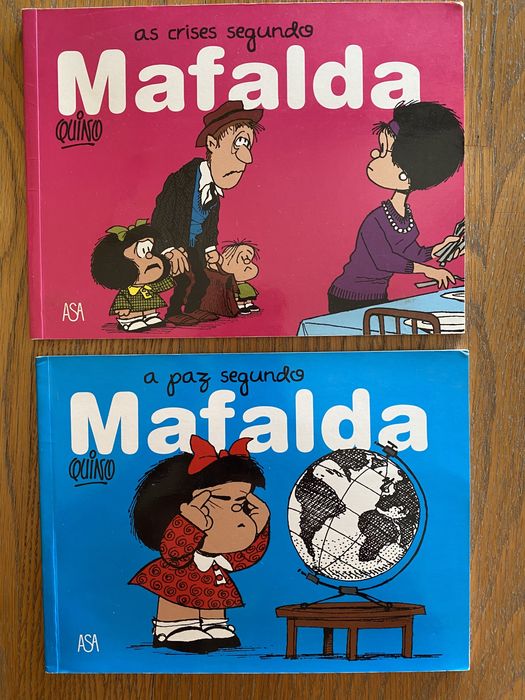 as crises segundo
Mafalda
QUINO
ASA
a paz segundo
Mafalda
QUINO
ASA